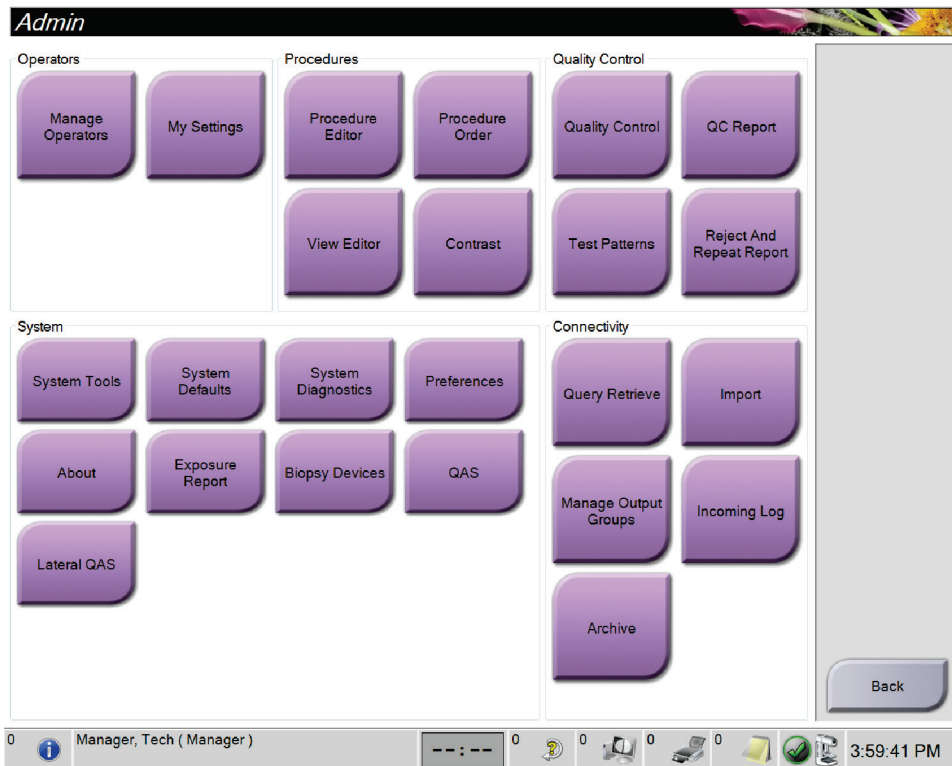 Admin
Operators
Manage
Operators
My Settings
Procedures
Procedure
Editor
Procedure
Order
View Editor
Contrast
Quality Control
Quality Control
QC Report
Test Patterns
Reject And
Repeat Report
System
System Tools
System
Defaults
System
Diagnostics
Preferences
About
Exposure
Report
Biopsy Devices
QAS
Lateral QAS
Connectivity
Query Retrieve
Import
Manage Output
Groups
Incoming Log
Archive
Back
0
Manager, Tech ( Manager )
--:--
0
0
0
0
3:59:41 PM